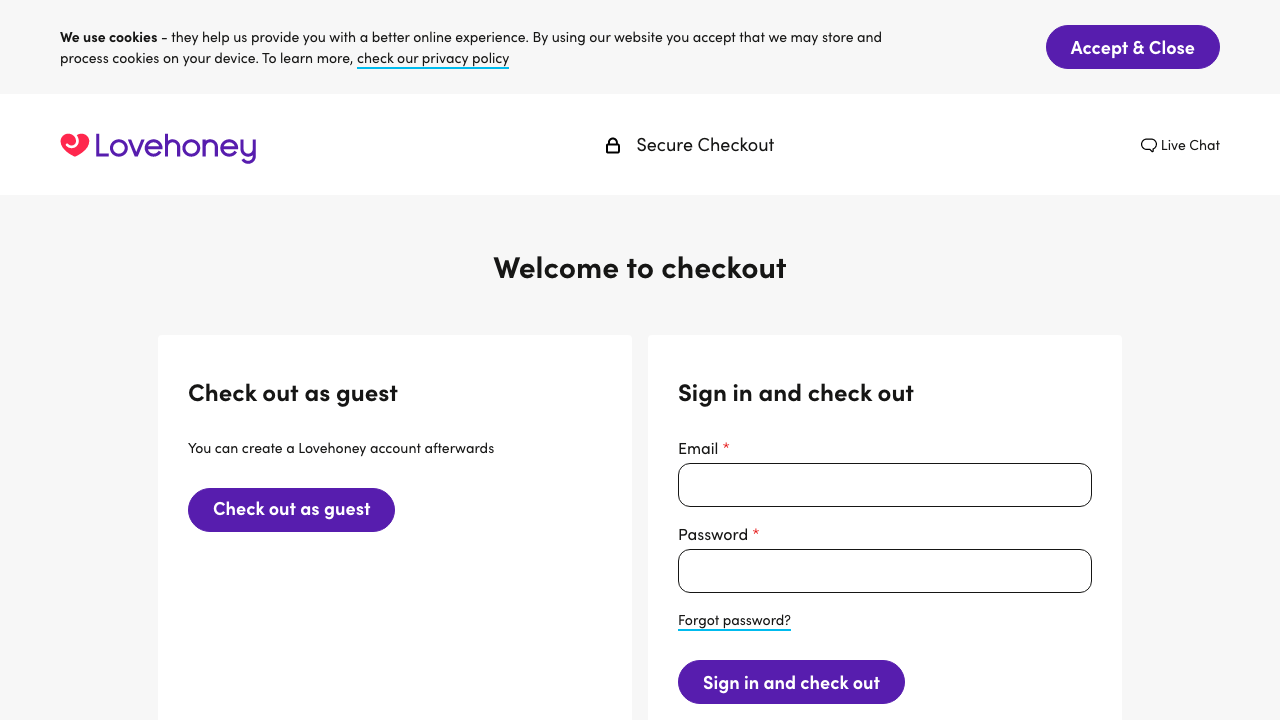 We use cookies - they help us provide you with a better online experience. By using our website you accept that we may store and
process cookies on your device. To learn more, check our privacy policy
Accept & Close
Lovehoney
Secure Checkout
Live Chat
Welcome to checkout
Check out as guest
You can create a Lovehoney account afterwards
Check out as guest
Sign in and check out
Email *
Password *
Forgot password?
Sign in and check out